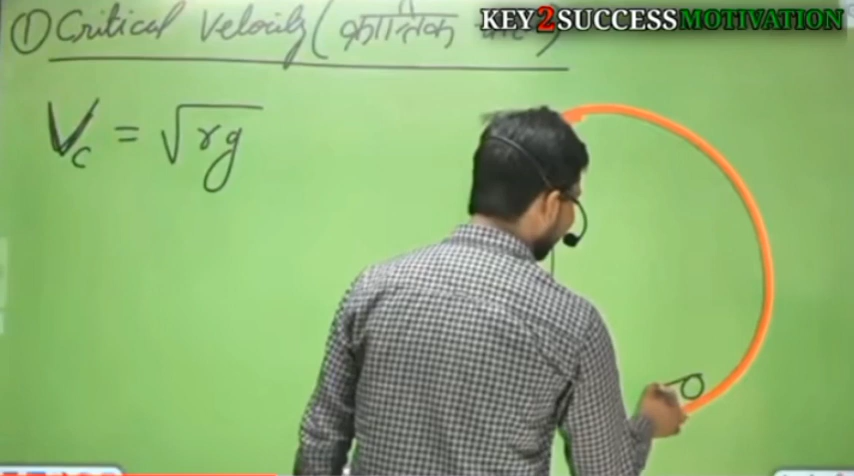 KEY2SUCCESSMOTIVATION
① Critical Velocity (क्रान्तिक
Vc = √rg